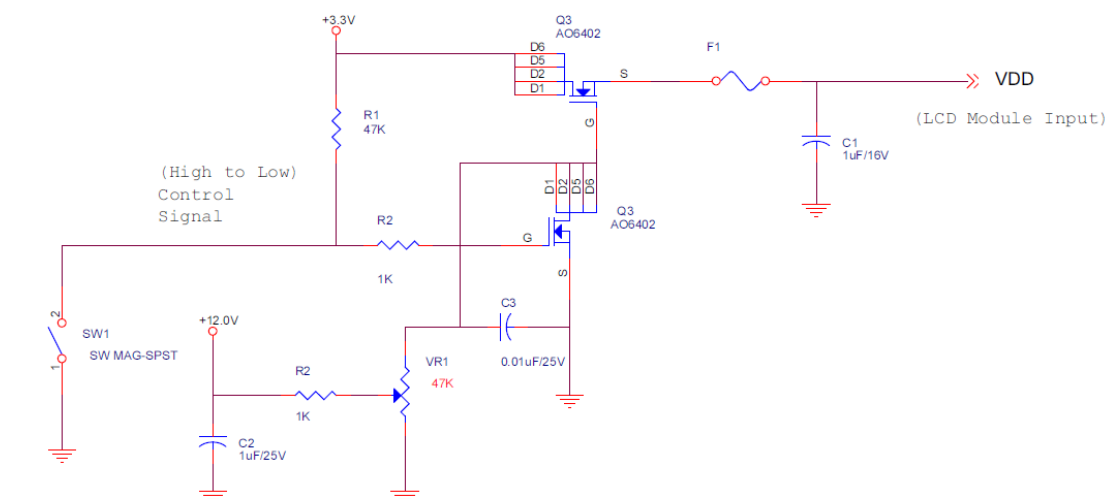 +3.3V
Q3
AO6402
D6
D5
D2
D1
S
G
F1
VDD
(LCD Module Input)
R1
47K
C1
1uF/16V
(High to Low)
Control
Signal
D1
D2
D5
D6
Q3
AO6402
R2
1K
G
S
2
1
SW1
SW MAG-SPST
+12.0V
C3
0.01uF/25V
VR1
47K
R2
1K
C2
1uF/25V